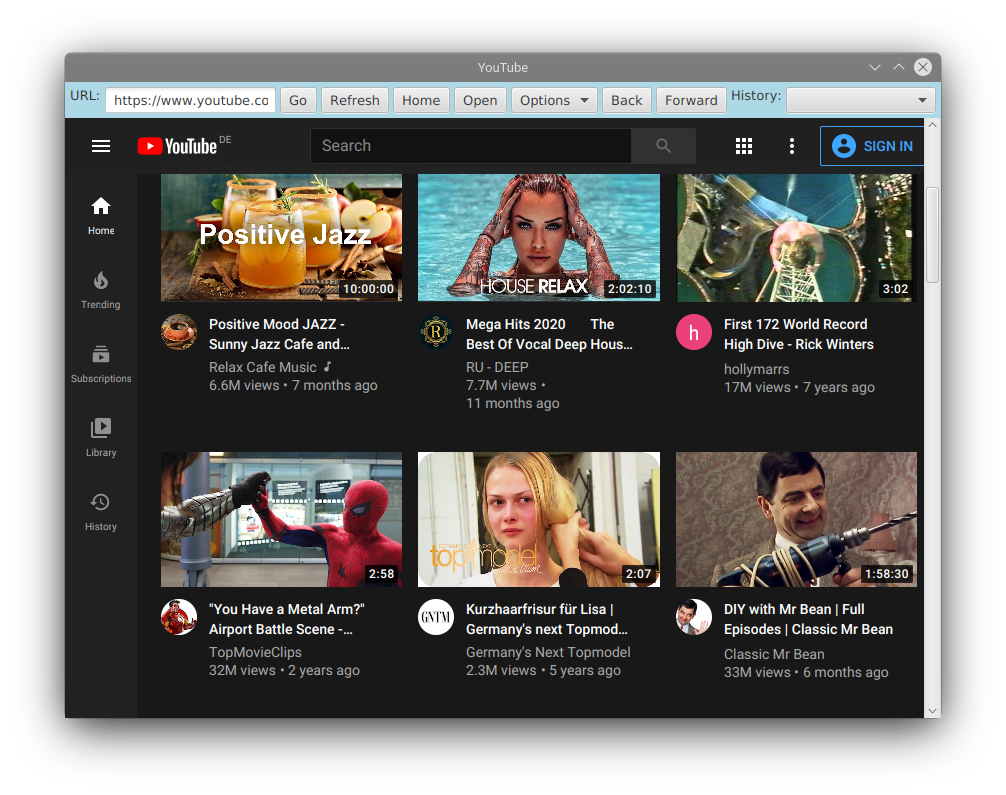 YouTube
URL: https://www.youtube.co Go Refresh Home Open Options Back Forward History:
YouTube DE Search SIGN IN
Home
Trending
Subscriptions
Library
History
Positive Jazz
10:00:00
HOUSE RELAX
2:02:10
3:02
Positive Mood JAZZ -
Sunny Jazz Cafe and...
Relax Cafe Music
6.6M views • 7 months ago
R
Mega Hits 2020 The
Best Of Vocal Deep Hous...
RU - DEEP
7.7M views •
11 months ago
h
First 172 World Record
High Dive - Rick Winters
hollymarrs
17M views • 7 years ago
2:58
topmodel
2:07
1:58:30
"You Have a Metal Arm?"
Airport Battle Scene -...
TopMovieClips
32M views • 2 years ago
GNTM
Kurzhaarfrisur für Lisa |
Germany's next Topmod...
Germany's Next Topmodel
2.3M views • 5 years ago
DIY with Mr Bean | Full
Episodes | Classic Mr Bean
Classic Mr Bean
33M views • 6 months ago